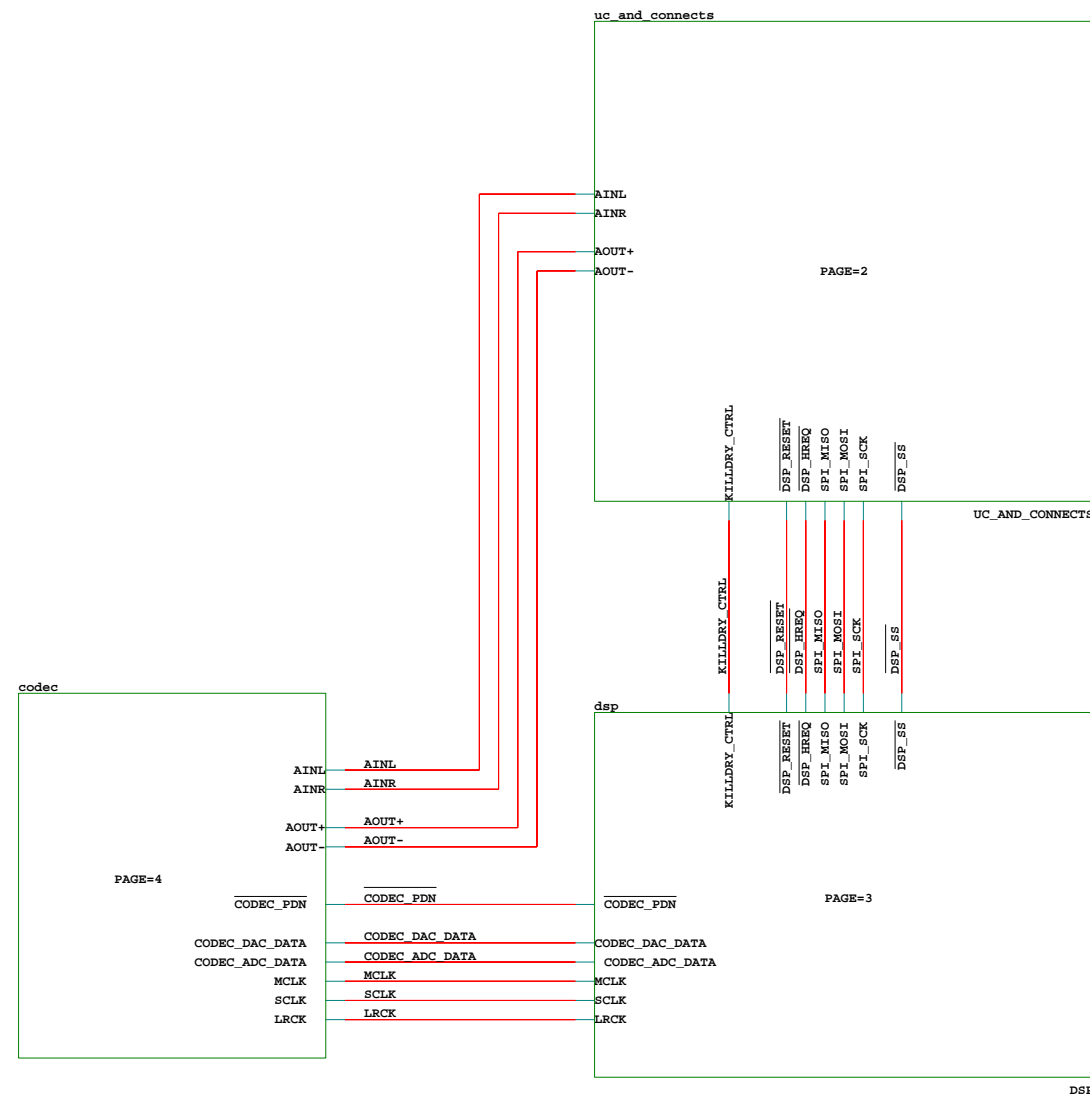 uc_and_connects
AINL
AINR
AOUT+
AOUT-
PAGE=2
KILLDRY_CTRL
DSP_RESET
DSP_HREQ
SPI_MISO
SPI_MOSI
SPI_SCK
DSP_SS
UC_AND_CONNECTS
KILLDRY_CTRL
DSP_RESET
DSP_HREQ
SPI_MISO
SPI_MOSI
SPI_SCK
DSP_SS
codec
dsp
KILLDRY_CTRL
DSP_RESET
DSP_HREQ
SPI_MISO
SPI_MOSI
SPI_SCK
DSP_SS
AINL AINL
AINR AINR
AOUT+ AOUT+
AOUT- AOUT-
PAGE=4
PAGE=3
CODEC_PDN CODEC_PDN CODEC_PDN
CODEC_DAC_DATA CODEC_DAC_DATA CODEC_DAC_DATA
CODEC_ADC_DATA CODEC_ADC_DATA CODEC_ADC_DATA
MCLK MCLK MCLK
SCLK SCLK SCLK
LRCK LRCK LRCK
DSP